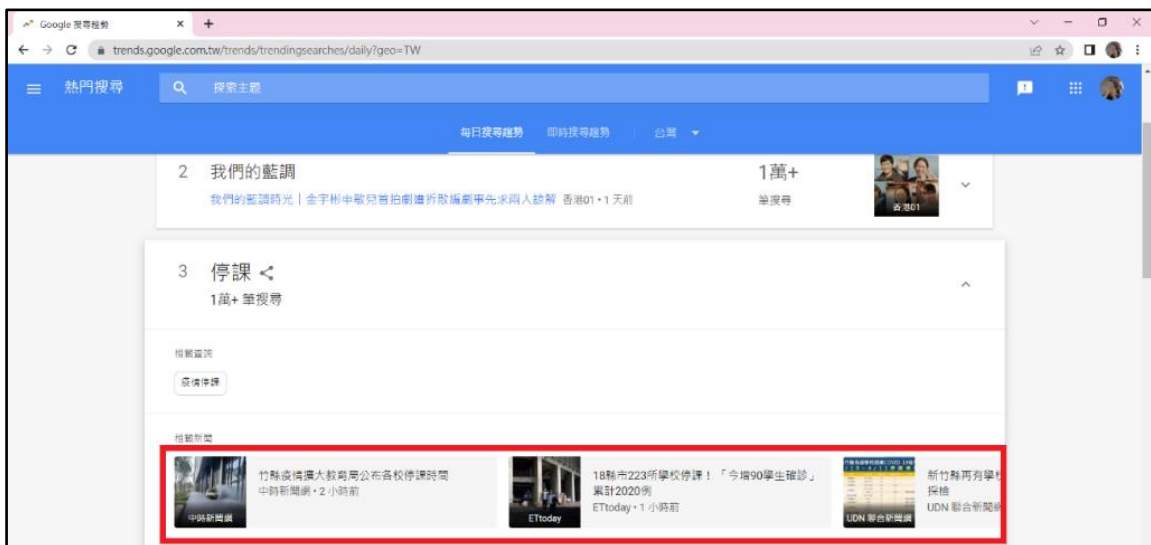 Google 搜尋趨勢
trends.google.com.tw/trends/trendingsearches/daily?geo=TW
熱門搜尋
探索主題
每日搜尋趨勢 即時搜尋趨勢 台灣
2 我們的藍調 1萬+
我們的藍調時光｜金宇彬申敏兒首拍劇遭拆散編劇事先求兩人諒解 香港01・1 天前 筆搜尋
香港01
3 停課
1萬+ 筆搜尋
相關查詢
疫情停課
相關新聞
竹縣疫情擴大教育局公布各校停課時間
中時新聞網・2 小時前
中時新聞網
18縣市223所學校停課！「今增90學生確診」
累計2020例
ETtoday・1 小時前
ETtoday
新竹縣再有學校
採檢
UDN 聯合新聞網
UDN 聯合新聞網